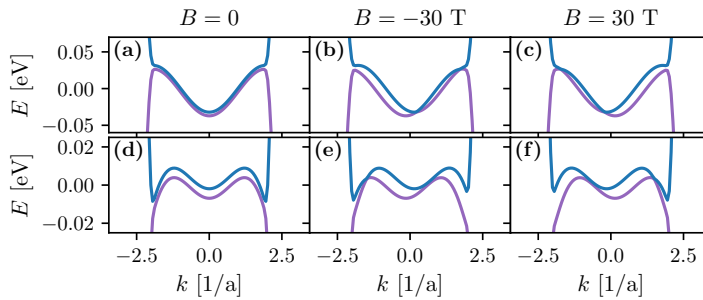 B = 0 B = −30 T B = 30 T
E [eV] 0.05 0.00 −0.05 (a) (b) (c)
E [eV] 0.02 0.00 −0.02 (d) (e) (f)
−2.5 0.0 2.5 −2.5 0.0 2.5 −2.5 0.0 2.5
k [1/a] k [1/a] k [1/a]